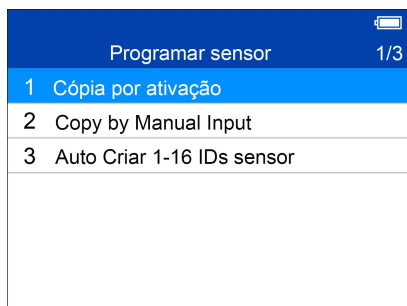 Programar sensor 1/3
1 Cópia por ativação
2 Copy by Manual Input
3 Auto Criar 1-16 IDs sensor